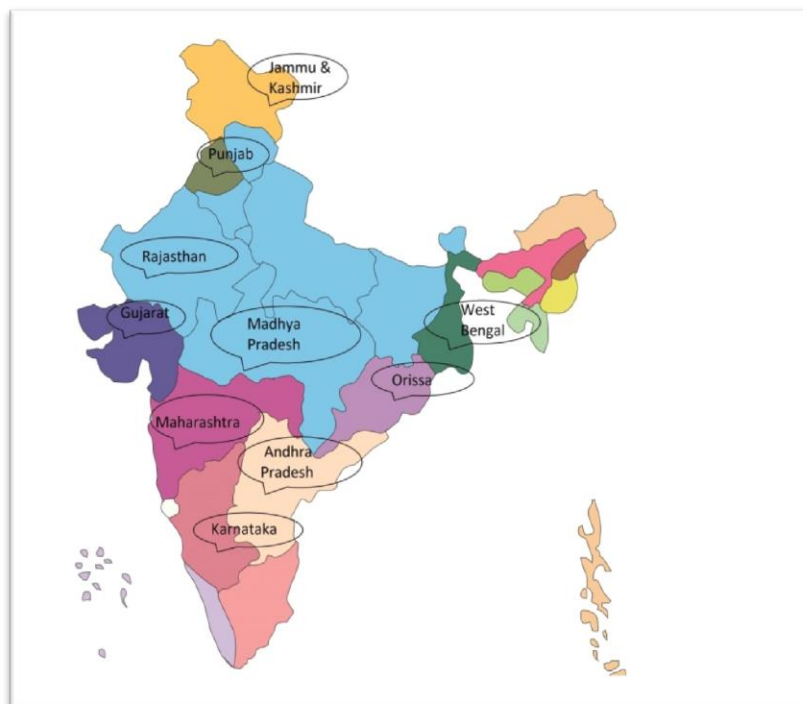 Jammu &
Kashmir
Punjab
Rajasthan
Gujarat
Madhya
Pradesh
West
Bengal
Orissa
Maharashtra
Andhra
Pradesh
Karnataka